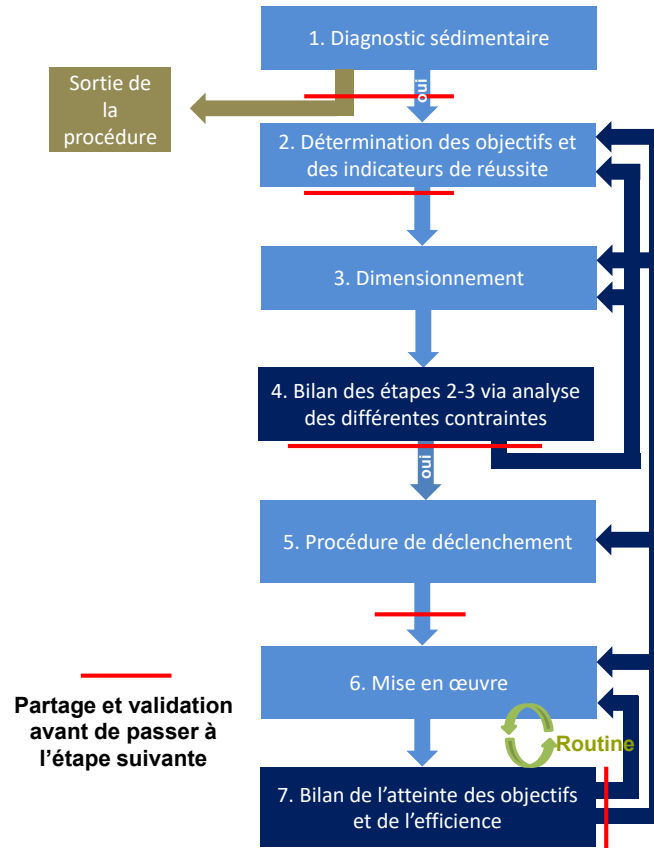 1. Diagnostic sédimentaire
oui
Sortie de
la
procédure
2. Détermination des objectifs et
des indicateurs de réussite
3. Dimensionnement
4. Bilan des étapes 2-3 via analyse
des différentes contraintes
oui
5. Procédure de déclenchement
6. Mise en œuvre
Partage et validation
avant de passer à
l’étape suivante
Routine
7. Bilan de l’atteinte des objectifs
et de l’efficience